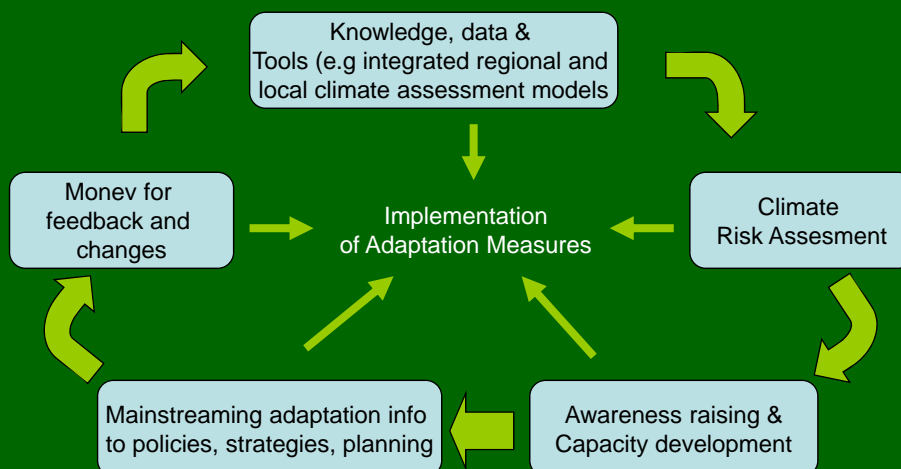 Knowledge, data &
Tools (e.g integrated regional and
local climate assessment models
Monev for
feedback and
changes
Implementation
of Adaptation Measures
Climate
Risk Assesment
Mainstreaming adaptation info
to policies, strategies, planning
Awareness raising &
Capacity development